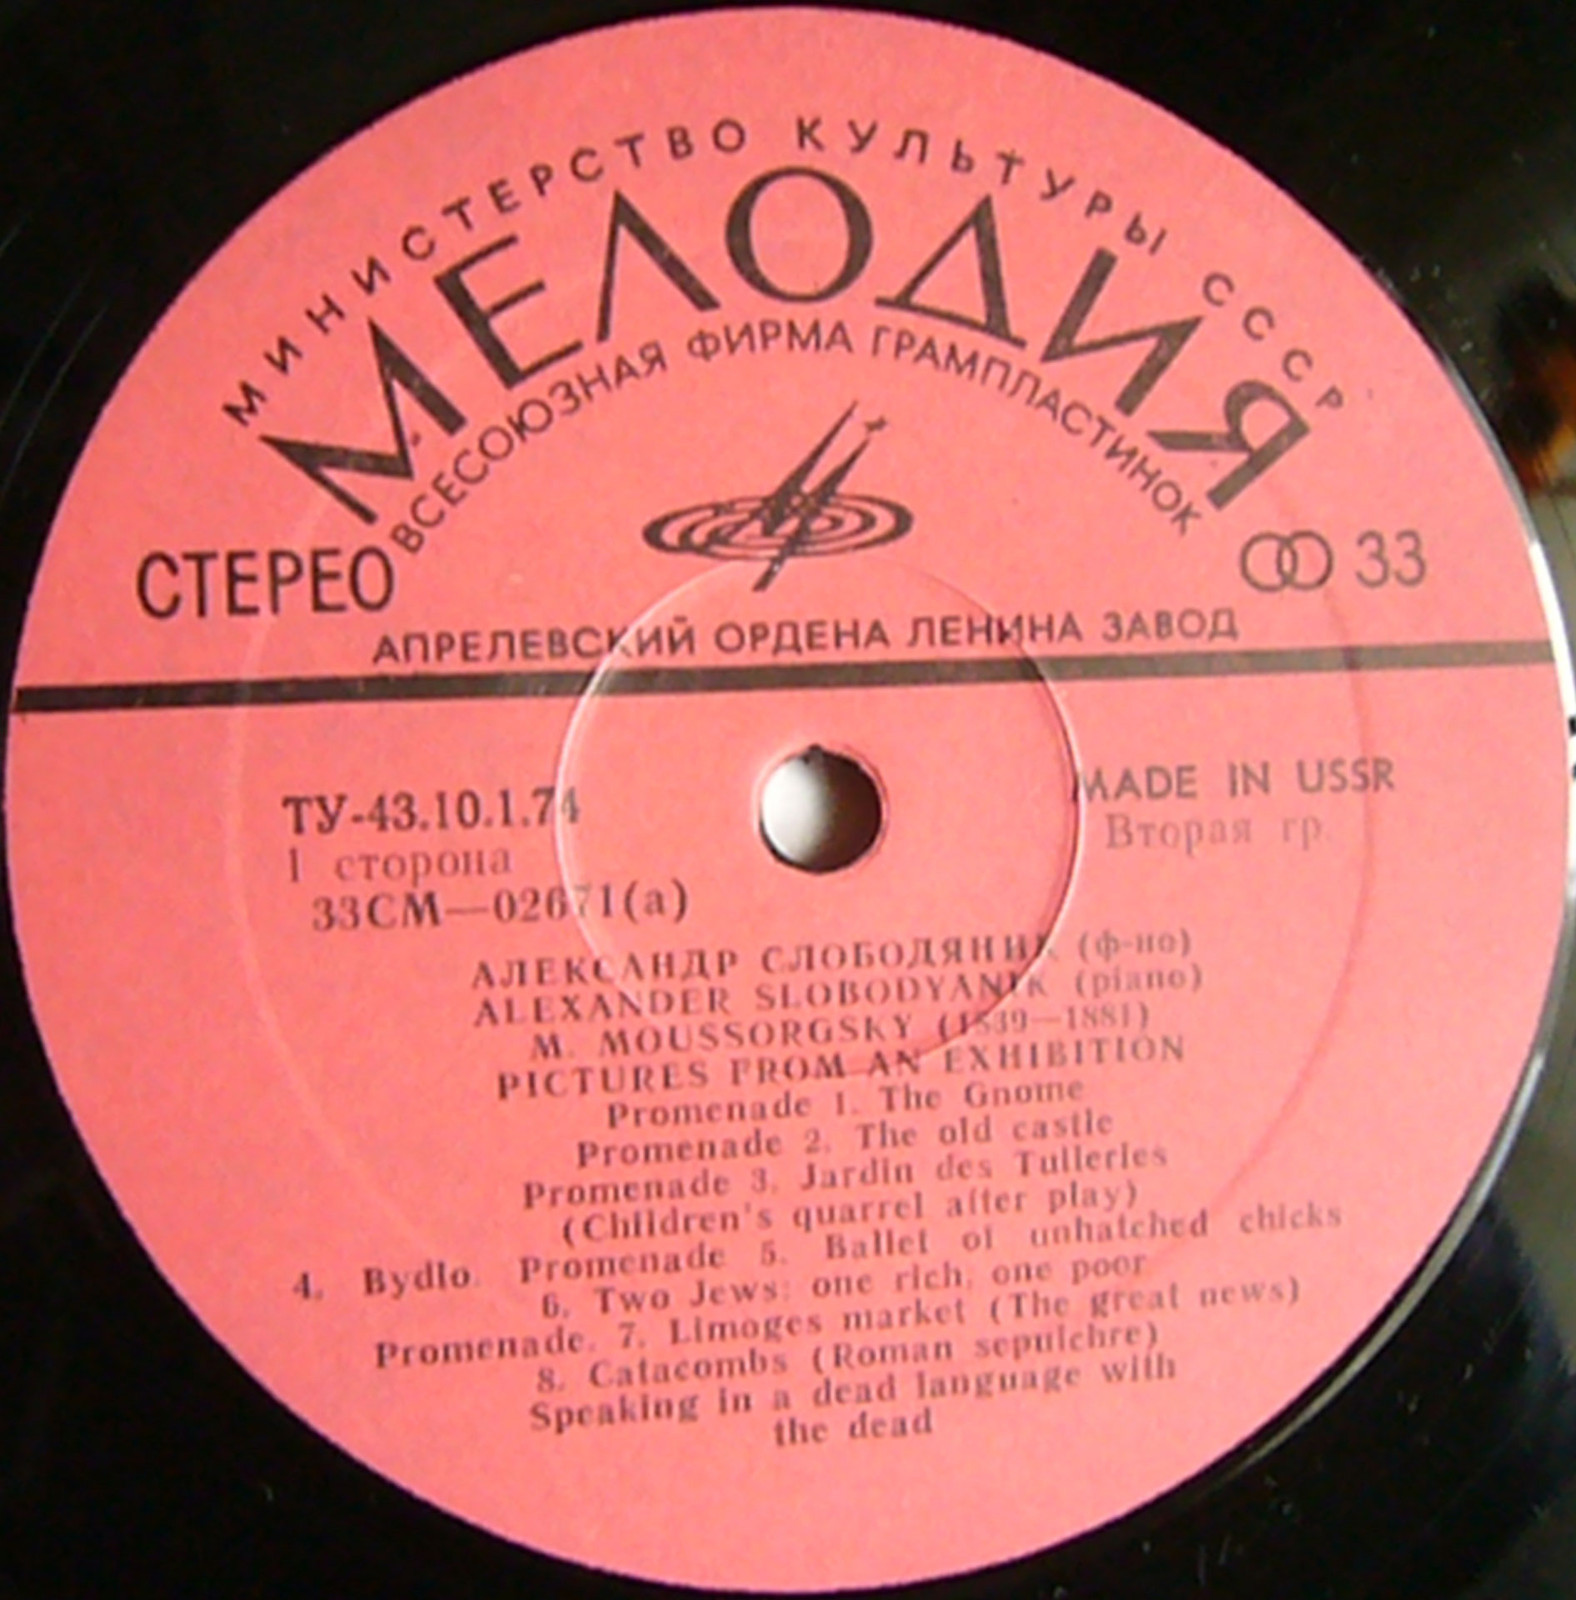 МИНИСТЕРСТВО КУЛЬТУРЫ СССР
МЕЛОДИЯ
ВСЕСОЮЗНАЯ ФИРМА ГРАМПЛАСТИНОК
СТЕРЕО
33
АПРЕЛЕВСКИЙ ОРДЕНА ЛЕНИНА ЗАВОД
ТУ-43.10.1.74
MADE IN USSR
1 сторона
Вторая гр.
33СМ—02671(а)
АЛЕКСАНДР СЛОБОДЯНИК (ф-но)
ALEXANDER SLOBODYANIK (piano)
M. MOUSSORGSKY (1839—1881)
PICTURES FROM AN EXHIBITION
Promenade 1. The Gnome
Promenade 2. The old castle
Promenade 3. Jardin des Tuileries
(Children's quarrel after play)
4. Bydlo. Promenade 5. Ballet of unhatched chicks
6. Two Jews: one rich, one poor
Promenade. 7. Limoges market (The great news)
8. Catacombs (Roman sepulchre)
Speaking in a dead language with
the dead